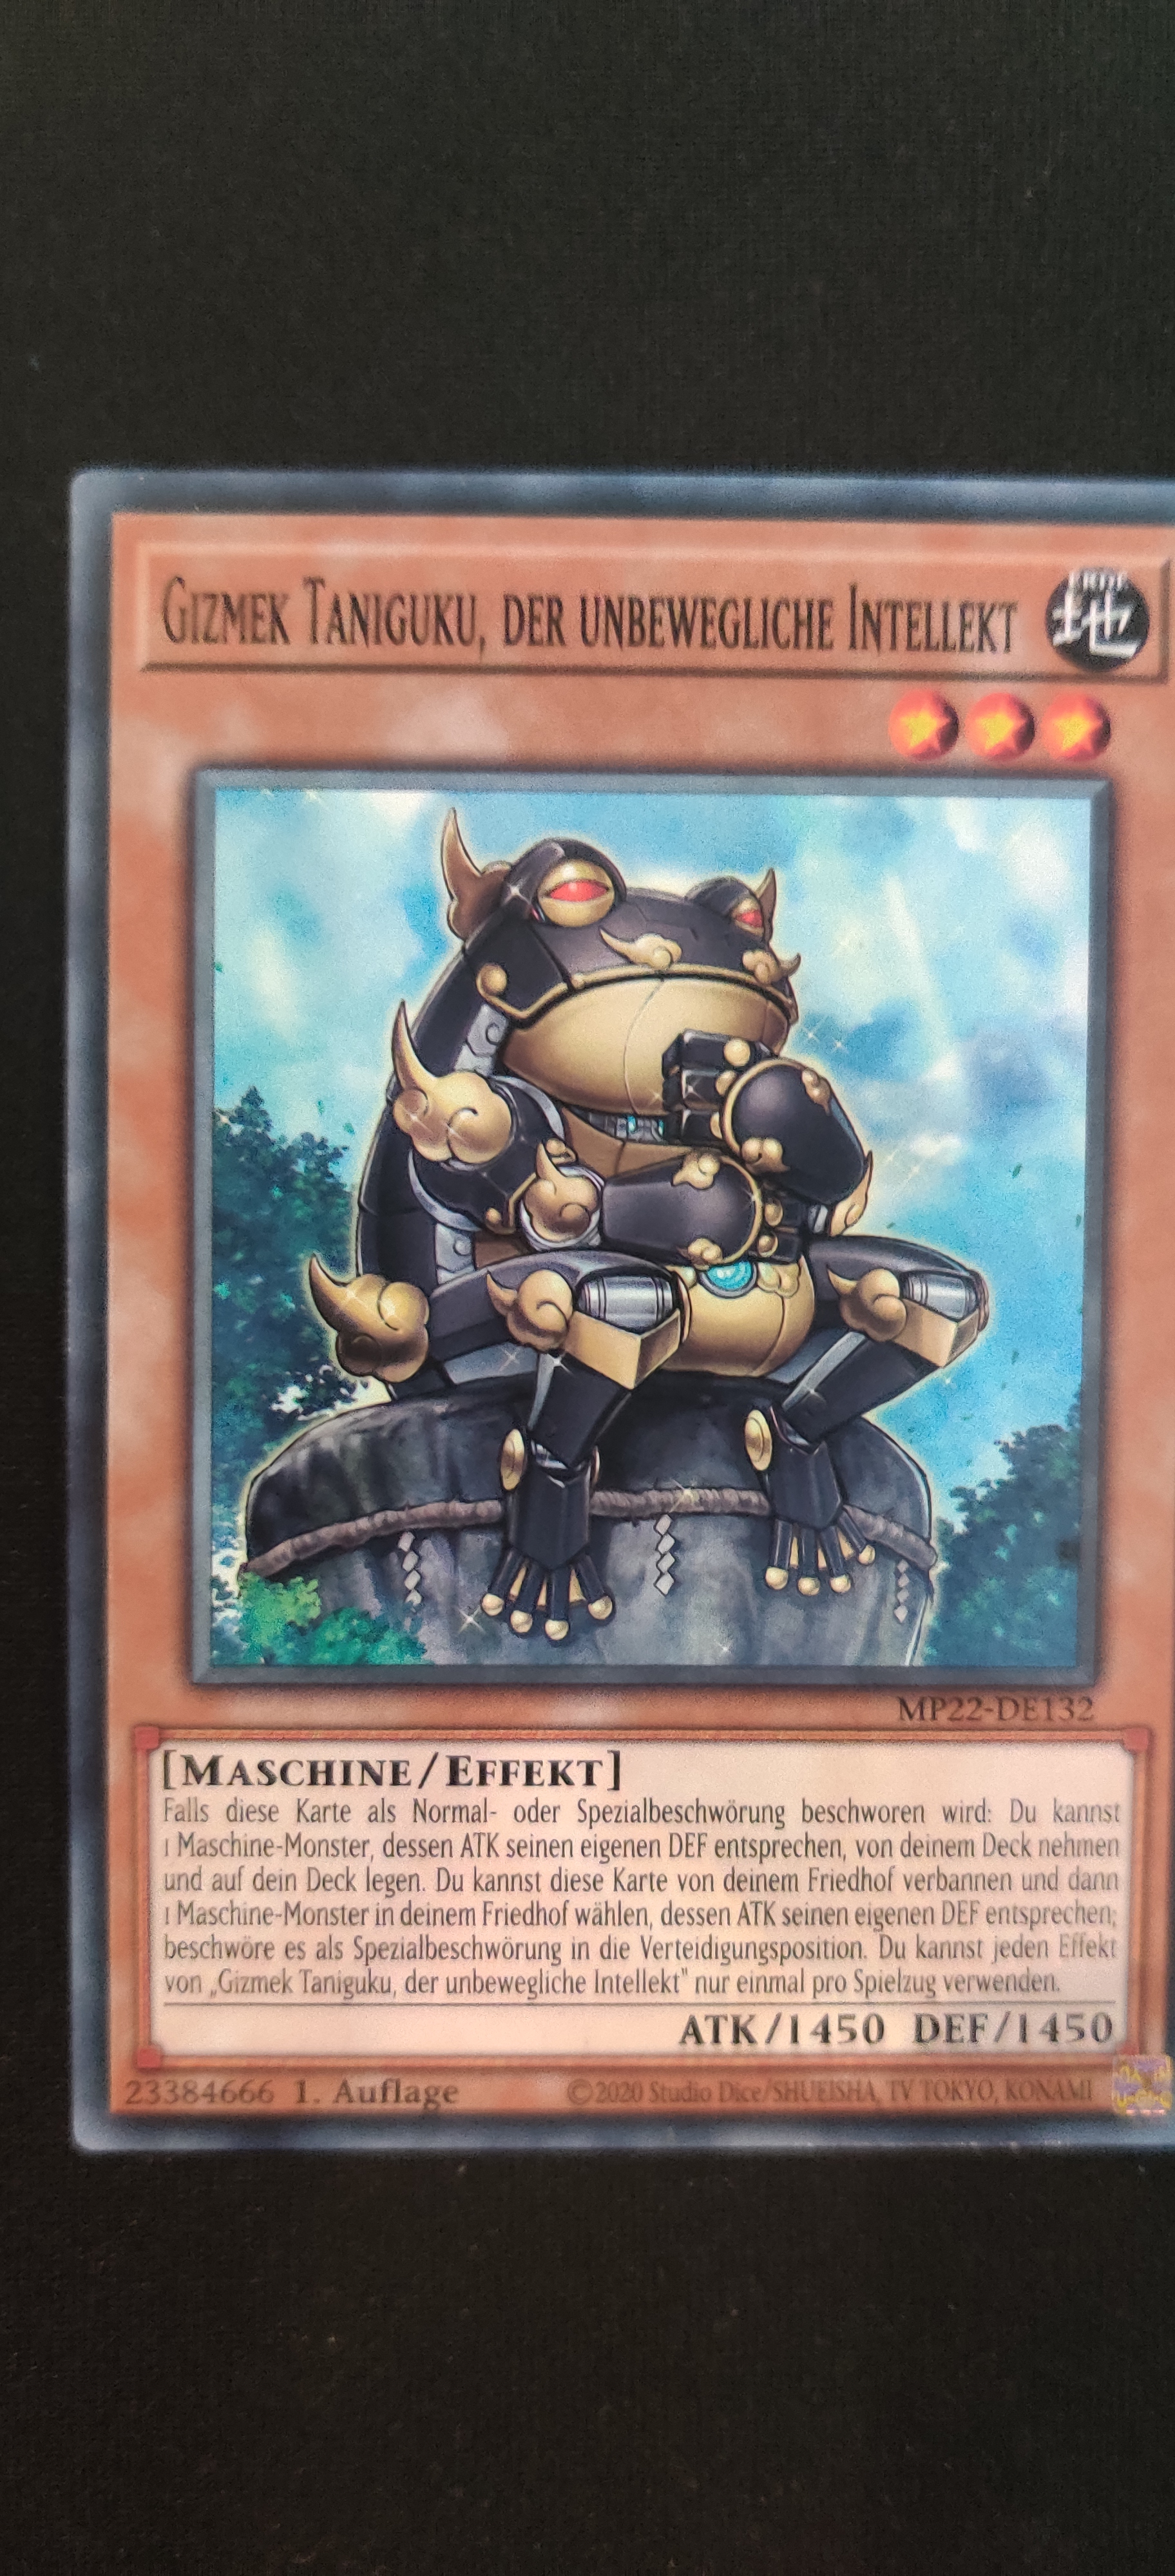 GIZMEK TANIGUKU, DER UNBEWEGLICHE INTELLEKT
ERDE
地
MP22-DE132
[MASCHINE/EFFEKT]
Falls diese Karte als Normal- oder Spezialbeschwörung beschworen wird: Du kannst
1 Maschine-Monster, dessen ATK seinen eigenen DEF entsprechen, von deinem Deck nehmen
und auf dein Deck legen. Du kannst diese Karte von deinem Friedhof verbannen und dann
1 Maschine-Monster in deinem Friedhof wählen, dessen ATK seinen eigenen DEF entsprechen;
beschwöre es als Spezialbeschwörung in die Verteidigungsposition. Du kannst jeden Effekt
von „Gizmek Taniguku, der unbewegliche Intellekt" nur einmal pro Spielzug verwenden.
ATK/1450 DEF/1450
23384666 1. Auflage ©2020 Studio Dice/SHUEISHA, TV TOKYO, KONAMI